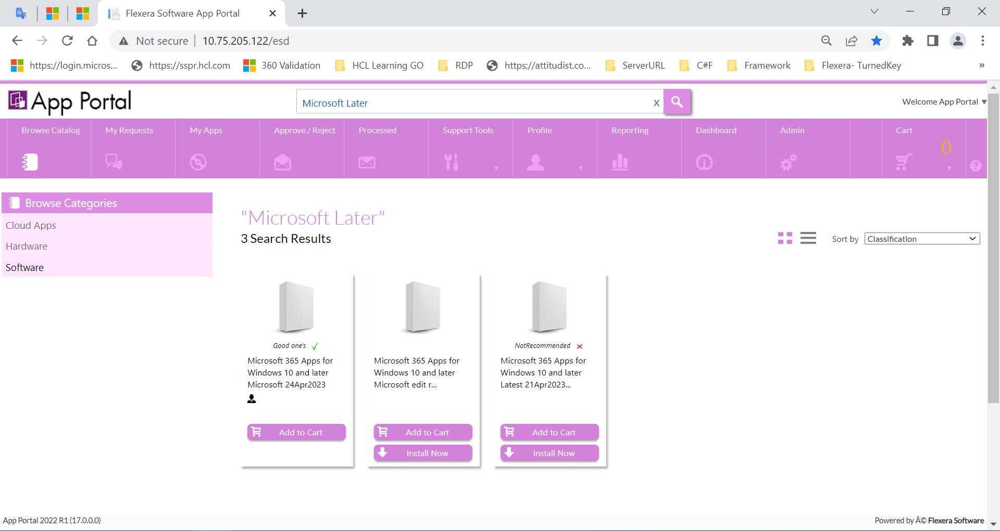 Flexera Software App Portal
Not secure
10.75.205.122/esd
https://login.micros...
https://sspr.hcl.com
360 Validation
HCL Learning GO
RDP
https://attitudist.co...
ServerURL
C#F
Framework
Flexera- TurnedKey
»
App Portal
Microsoft Later
X
Welcome App Portal ▼
Browse Catalog
My Requests
My Apps
Approve / Reject
Processed
Support Tools
Profile
Reporting
Dashboard
Admin
Cart
0
?
Browse Categories
Cloud Apps
Hardware
Software
"Microsoft Later"
3 Search Results
Sort by
Classification
Good one's
Microsoft 365 Apps for
Windows 10 and later
Microsoft 24Apr2023
Add to Cart
Microsoft 365 Apps for
Windows 10 and later
Microsoft edit r...
Add to Cart
Install Now
NotRecommended
Microsoft 365 Apps for
Windows 10 and later
Latest 21Apr2023...
Add to Cart
Install Now
App Portal 2022 R1 (17.0.0.0)
Powered by Â© Flexera Software